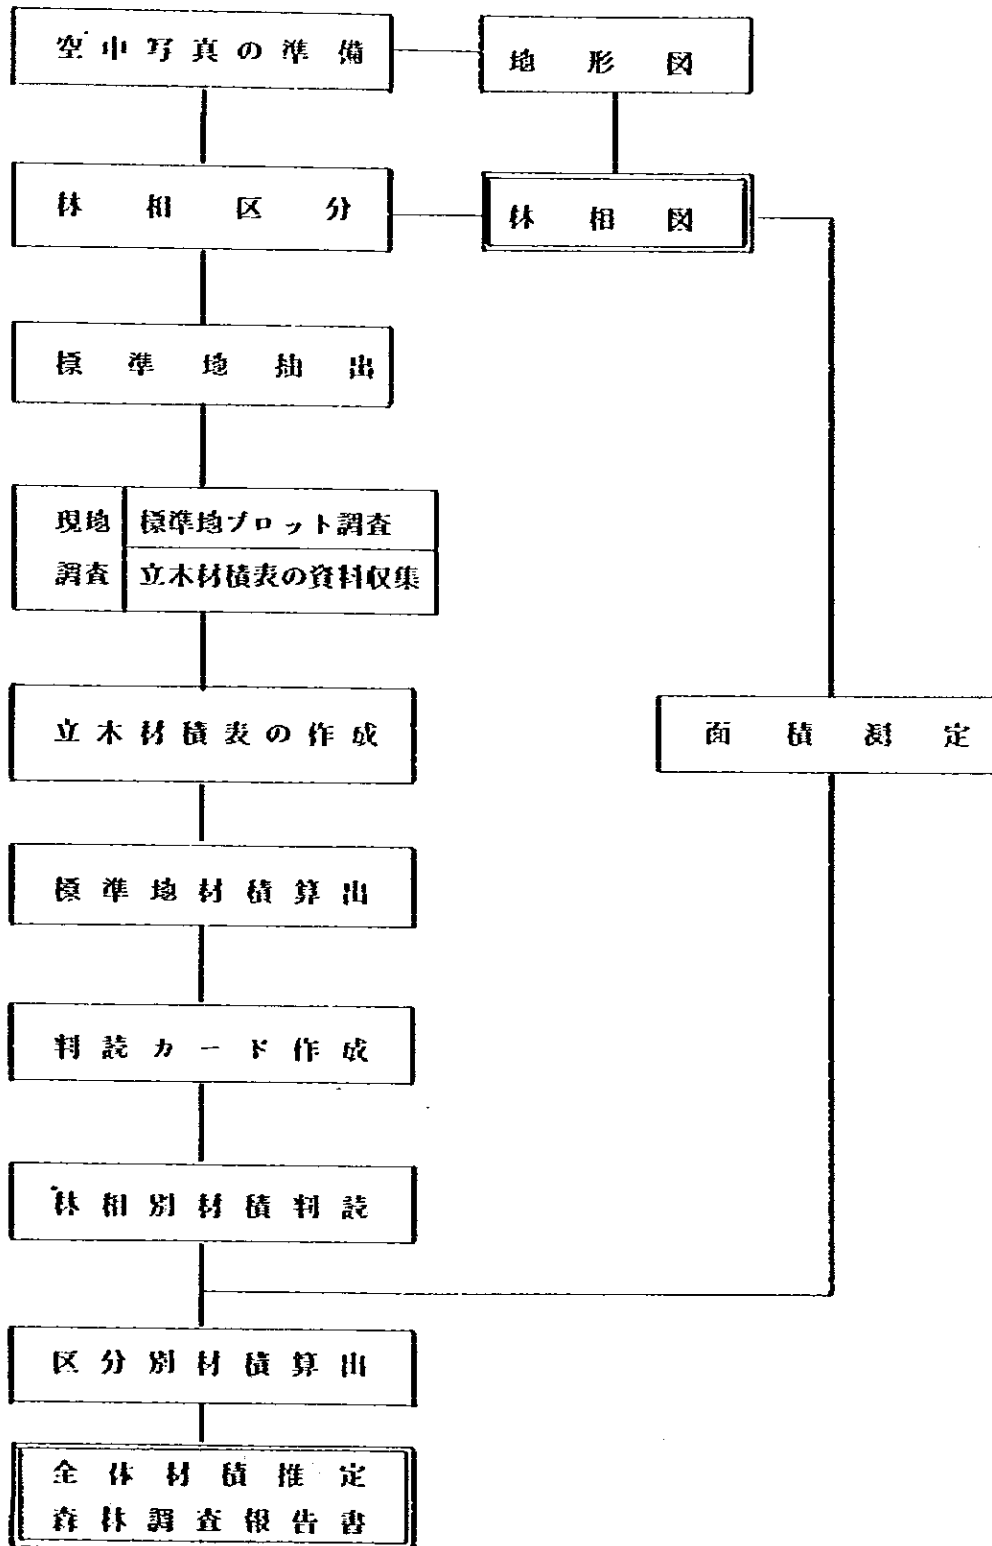 空中写真の準備
地形図
林相区分
林相図
標準地抽出
現地調査
標準地プロット調査
立木材積表の資料収集
立木材積表の作成
面積測定
標準地材積算出
判読カード作成
林相別材積判読
区分別材積算出
全体材積推定
森林調査報告書